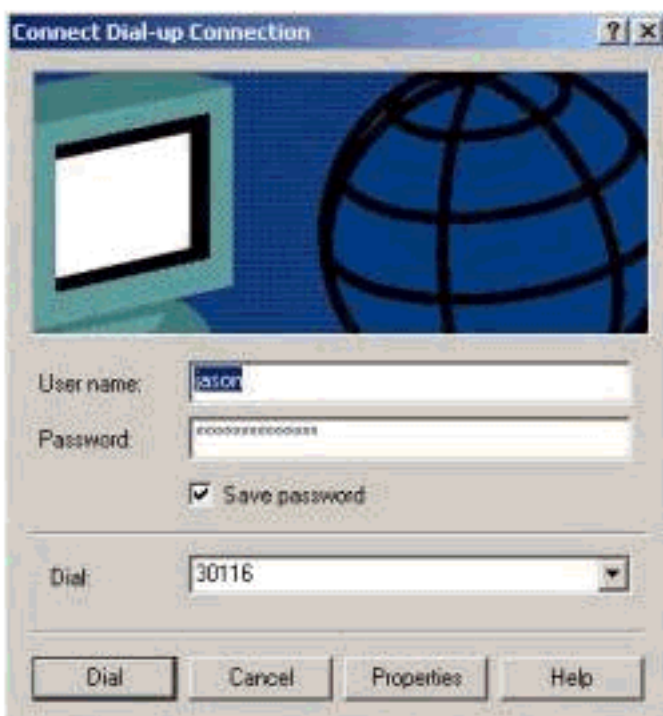 Connect Dial-up Connection
User name: jason
Password: **************
Save password
Dial: 30116
Dial Cancel Properties Help